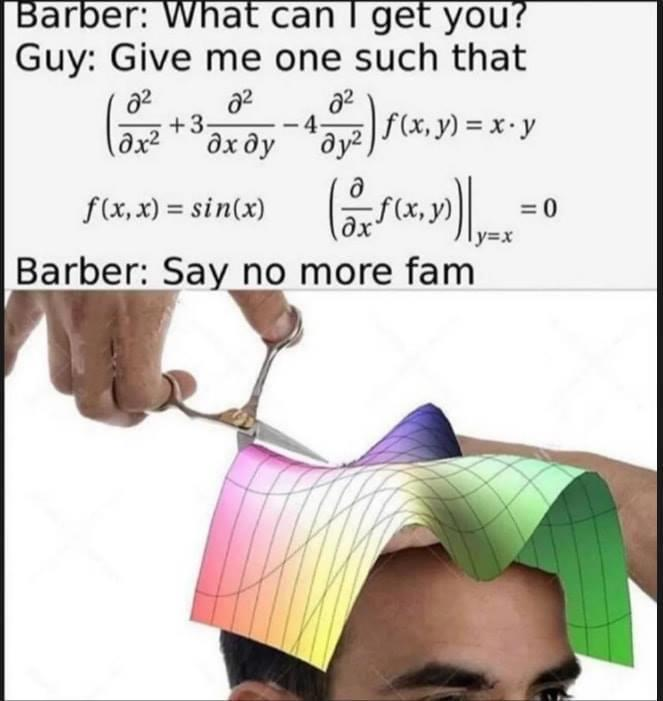 Barber: What can I get you?
Guy: Give me one such that
(∂²/∂x² + 3 ∂²/∂x ∂y − 4 ∂²/∂y²) f(x, y) = x · y
f(x, x) = sin(x)    (∂/∂x f(x, y))|y=x = 0
Barber: Say no more fam